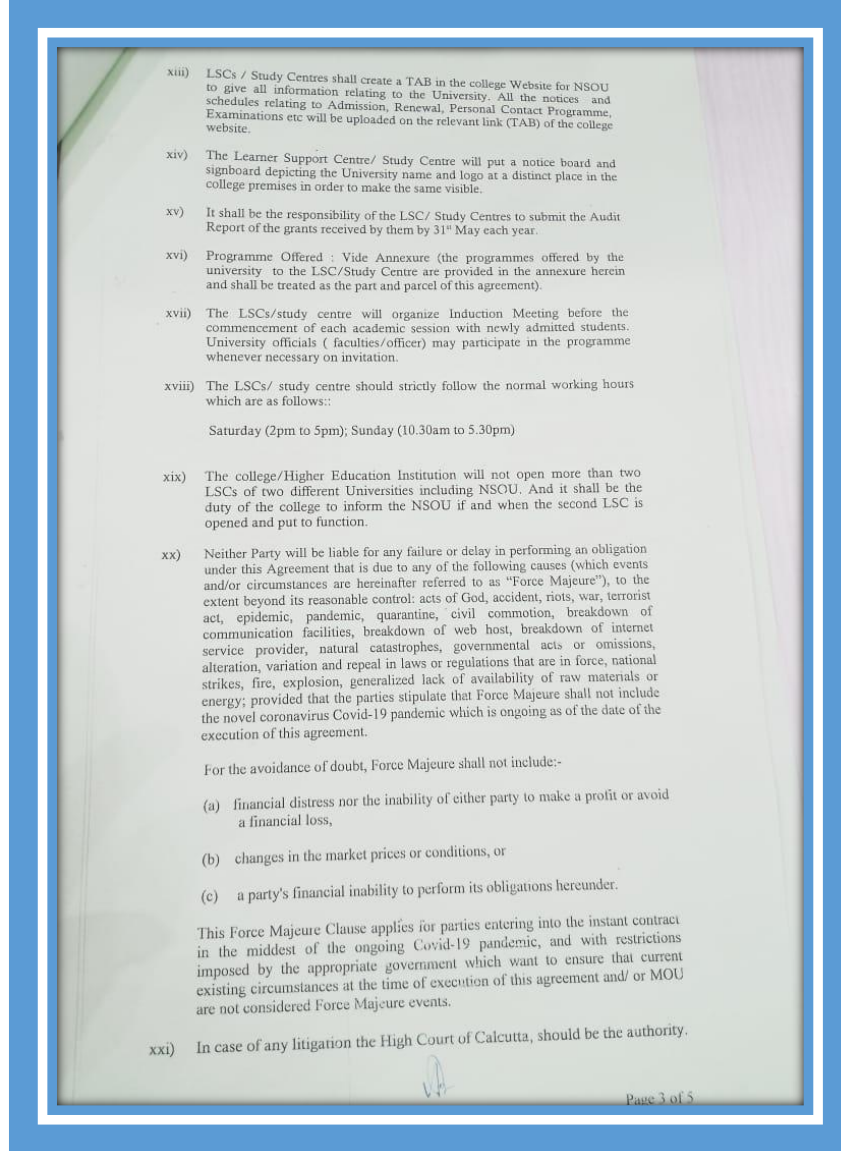 xiii) LSCs / Study Centres shall create a TAB in the college Website for NSOU
to give all information relating to the University. All the notices and
schedules relating to Admission, Renewal, Personal Contact Programme,
Examinations etc will be uploaded on the relevant link (TAB) of the college
website.
xiv) The Learner Support Centre/ Study Centre will put a notice board and
signboard depicting the University name and logo at a distinct place in the
college premises in order to make the same visible.
xv) It shall be the responsibility of the LSC/ Study Centres to submit the Audit
Report of the grants received by them by 31st May each year.
xvi) Programme Offered : Vide Annexure (the programmes offered by the
university to the LSC/Study Centre are provided in the annexure herein
and shall be treated as the part and parcel of this agreement).
xvii) The LSCs/study centre will organize Induction Meeting before the
commencement of each academic session with newly admitted students.
University officials ( faculties/officer) may participate in the programme
whenever necessary on invitation.
xviii) The LSCs/ study centre should strictly follow the normal working hours
which are as follows::
Saturday (2pm to 5pm); Sunday (10.30am to 5.30pm)
xix) The college/Higher Education Institution will not open more than two
LSCs of two different Universities including NSOU. And it shall be the
duty of the college to inform the NSOU if and when the second LSC is
opened and put to function.
xx) Neither Party will be liable for any failure or delay in performing an obligation
under this Agreement that is due to any of the following causes (which events
and/or circumstances are hereinafter referred to as “Force Majeure”), to the
extent beyond its reasonable control: acts of God, accident, riots, war, terrorist
act, epidemic, pandemic, quarantine, civil commotion, breakdown of
communication facilities, breakdown of web host, breakdown of internet
service provider, natural catastrophes, governmental acts or omissions,
alteration, variation and repeal in laws or regulations that are in force, national
strikes, fire, explosion, generalized lack of availability of raw materials or
energy; provided that the parties stipulate that Force Majeure shall not include
the novel coronavirus Covid-19 pandemic which is ongoing as of the date of the
execution of this agreement.
For the avoidance of doubt, Force Majeure shall not include:-
(a) financial distress nor the inability of either party to make a profit or avoid
a financial loss,
(b) changes in the market prices or conditions, or
(c) a party's financial inability to perform its obligations hereunder.
This Force Majeure Clause applies for parties entering into the instant contract
in the middest of the ongoing Covid-19 pandemic, and with restrictions
imposed by the appropriate government which want to ensure that current
existing circumstances at the time of execution of this agreement and/ or MOU
are not considered Force Majeure events.
xxi) In case of any litigation the High Court of Calcutta, should be the authority.
Page 3 of 5